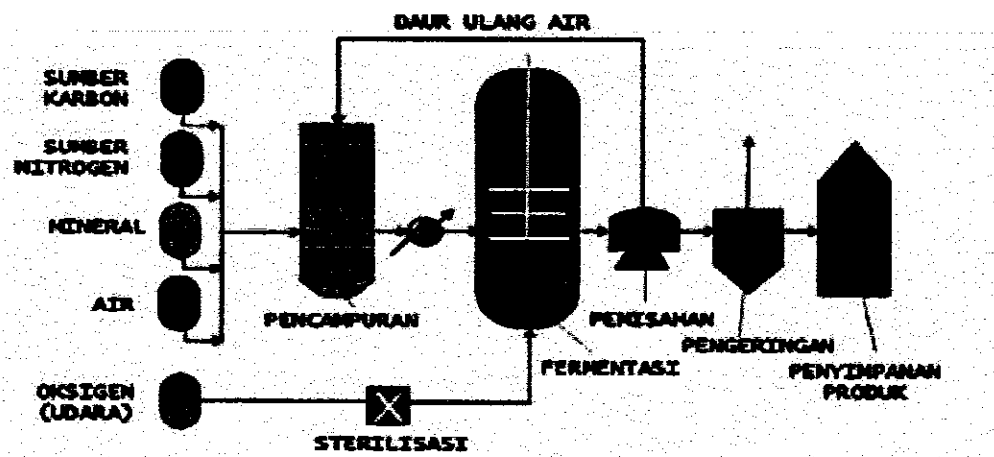 DAUR ULANG AIR
SUMBER
KARBON
SUMBER
NITROGEN
MINERAL
AIR
PENCAMPURAN
PEMISAHAN
PENGERINGAN
FERMENTASI
PENYIMPANAN
PRODUK
OKSIGEN
(UDARA)
STERILISASI